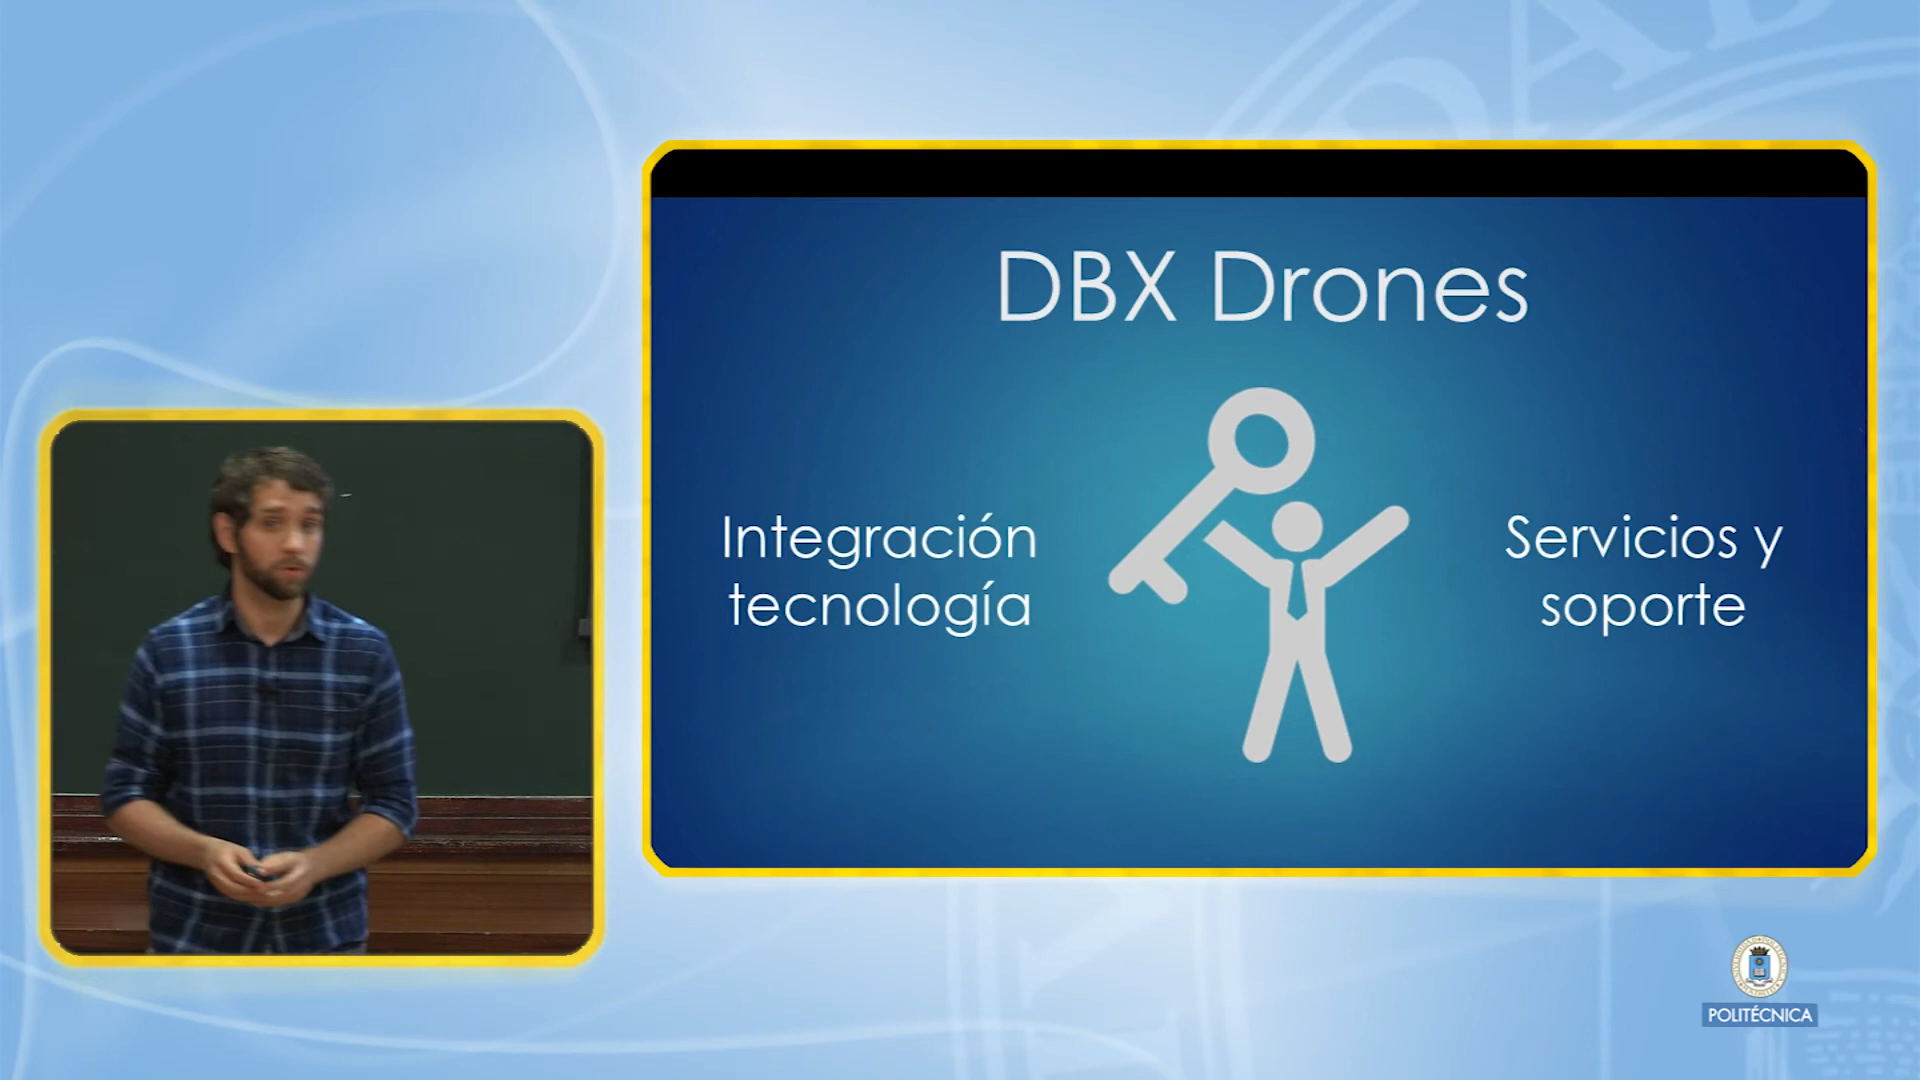 DBX Drones
Integración
tecnología
Servicios y
soporte
POLITÉCNICA